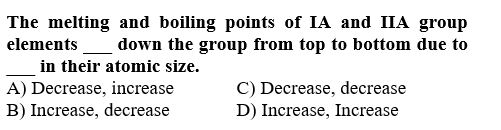 The melting and boiling points of IA and IIA group
elements ___ down the group from top to bottom due to
___ in their atomic size.
A) Decrease, increase C) Decrease, decrease
B) Increase, decrease D) Increase, Increase